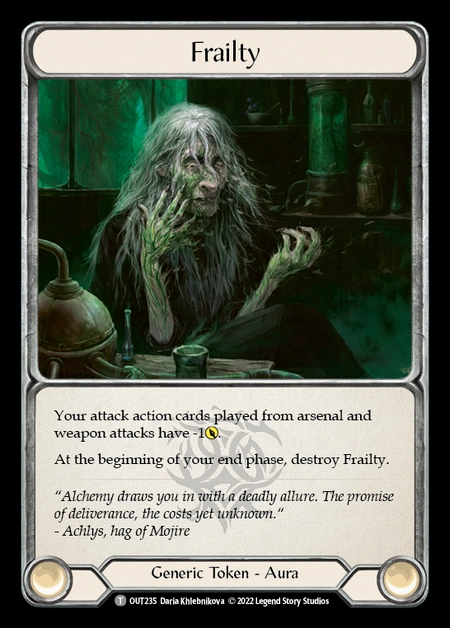 Frailty
Your attack action cards played from arsenal and
weapon attacks have -1.
At the beginning of your end phase, destroy Frailty.
“Alchemy draws you in with a deadly allure. The promise
of deliverance, the costs yet unknown.“
- Achlys, hag of Mojire
Generic Token - Aura
T OUT235 Daria Khlebnikova © 2022 Legend Story Studios